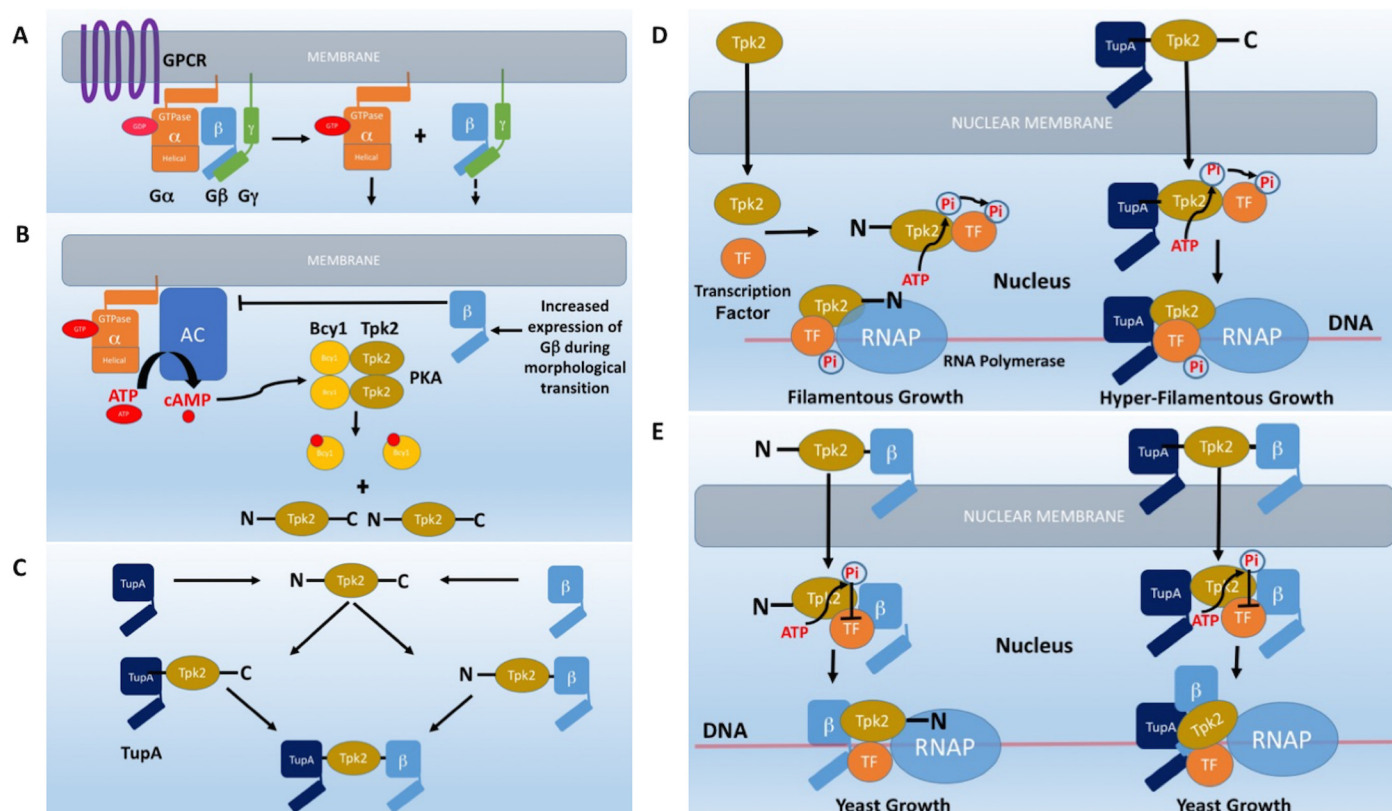 A
GPCR
MEMBRANE
GDP
GTPase
α
Helical
β
γ
GTP
GTPase
α
Helical
+
β
γ
Gα
Gβ
Gγ
B
MEMBRANE
GTP
GTPase
α
Helical
AC
β
Increased
expression of
Gβ during
morphological
transition
Bcy1
Tpk2
Bcy1
Tpk2
Bcy1
Tpk2
PKA
ATP
cAMP
ATP
Bcy1
Bcy1
+
N
Tpk2
C
N
Tpk2
C
C
TupA
N
Tpk2
C
β
TupA
Tpk2
C
N
Tpk2
β
TupA
TupA
Tpk2
β
D
Tpk2
TupA
Tpk2
C
NUCLEAR MEMBRANE
Tpk2
TF
Transcription
Factor
N
Tpk2
Pi
Pi
TF
ATP
Nucleus
TupA
Tpk2
Pi
Pi
TF
ATP
Tpk2
N
TF
RNAP
Pi
RNA Polymerase
TupA
Tpk2
TF
RNAP
Pi
DNA
Filamentous Growth
Hyper-Filamentous Growth
E
N
Tpk2
β
TupA
Tpk2
β
NUCLEAR MEMBRANE
N
Tpk2
Pi
β
ATP
TF
Nucleus
TupA
Tpk2
Pi
β
ATP
TF
DNA
β
Tpk2
N
TF
RNAP
β
TupA
Tpk2
TF
RNAP
Yeast Growth
Yeast Growth